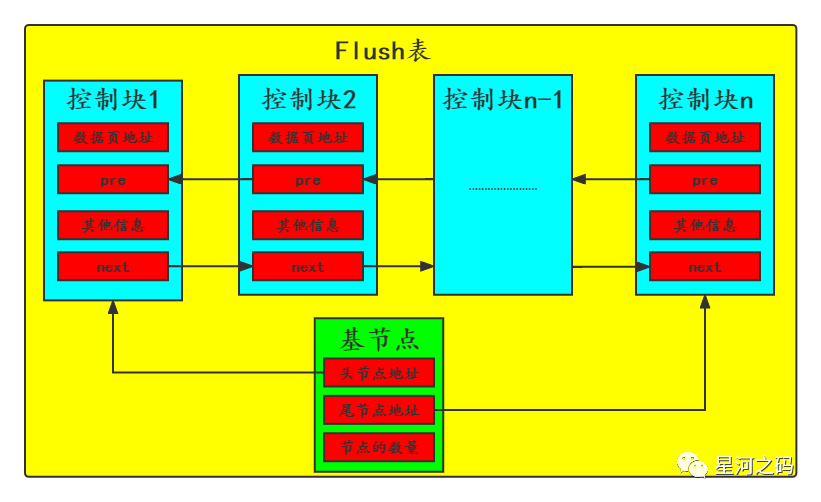 Flush表
控制块1
数据页地址
pre
其他信息
next
控制块2
数据页地址
pre
其他信息
next
控制块n-1
......................
控制块n
数据页地址
pre
其他信息
next
基节点
头节点地址
尾节点地址
节点的数量
星河之码